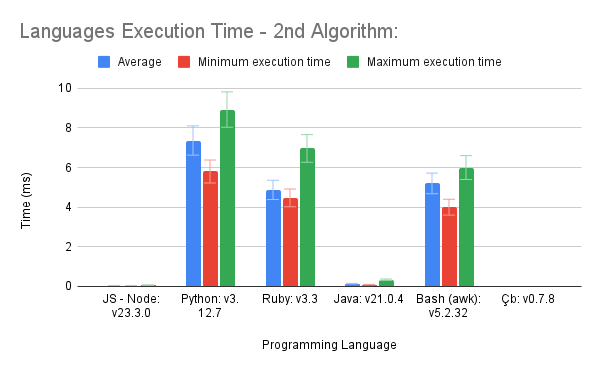 Languages Execution Time - 2nd Algorithm:
Average Minimum execution time Maximum execution time
10
8
6
4
2
0
Time (ms)
JS - Node: Python: v3. Ruby: v3.3 Java: v21.0.4 Bash (awk): Çb: v0.7.8
v23.3.0 12.7 v5.2.32
Programming Language